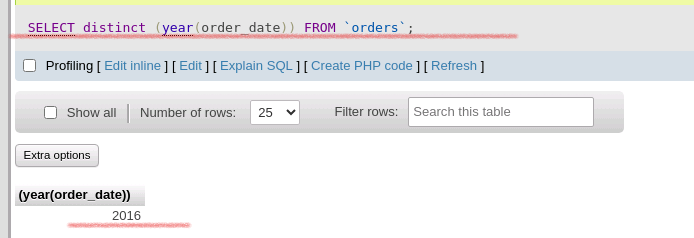 SELECT distinct (year(order_date)) FROM `orders`;
Profiling [ Edit inline ] [ Edit ] [ Explain SQL ] [ Create PHP code ] [ Refresh ]
Show all Number of rows: 25 Filter rows: Search this table
Extra options
(year(order_date))
2016